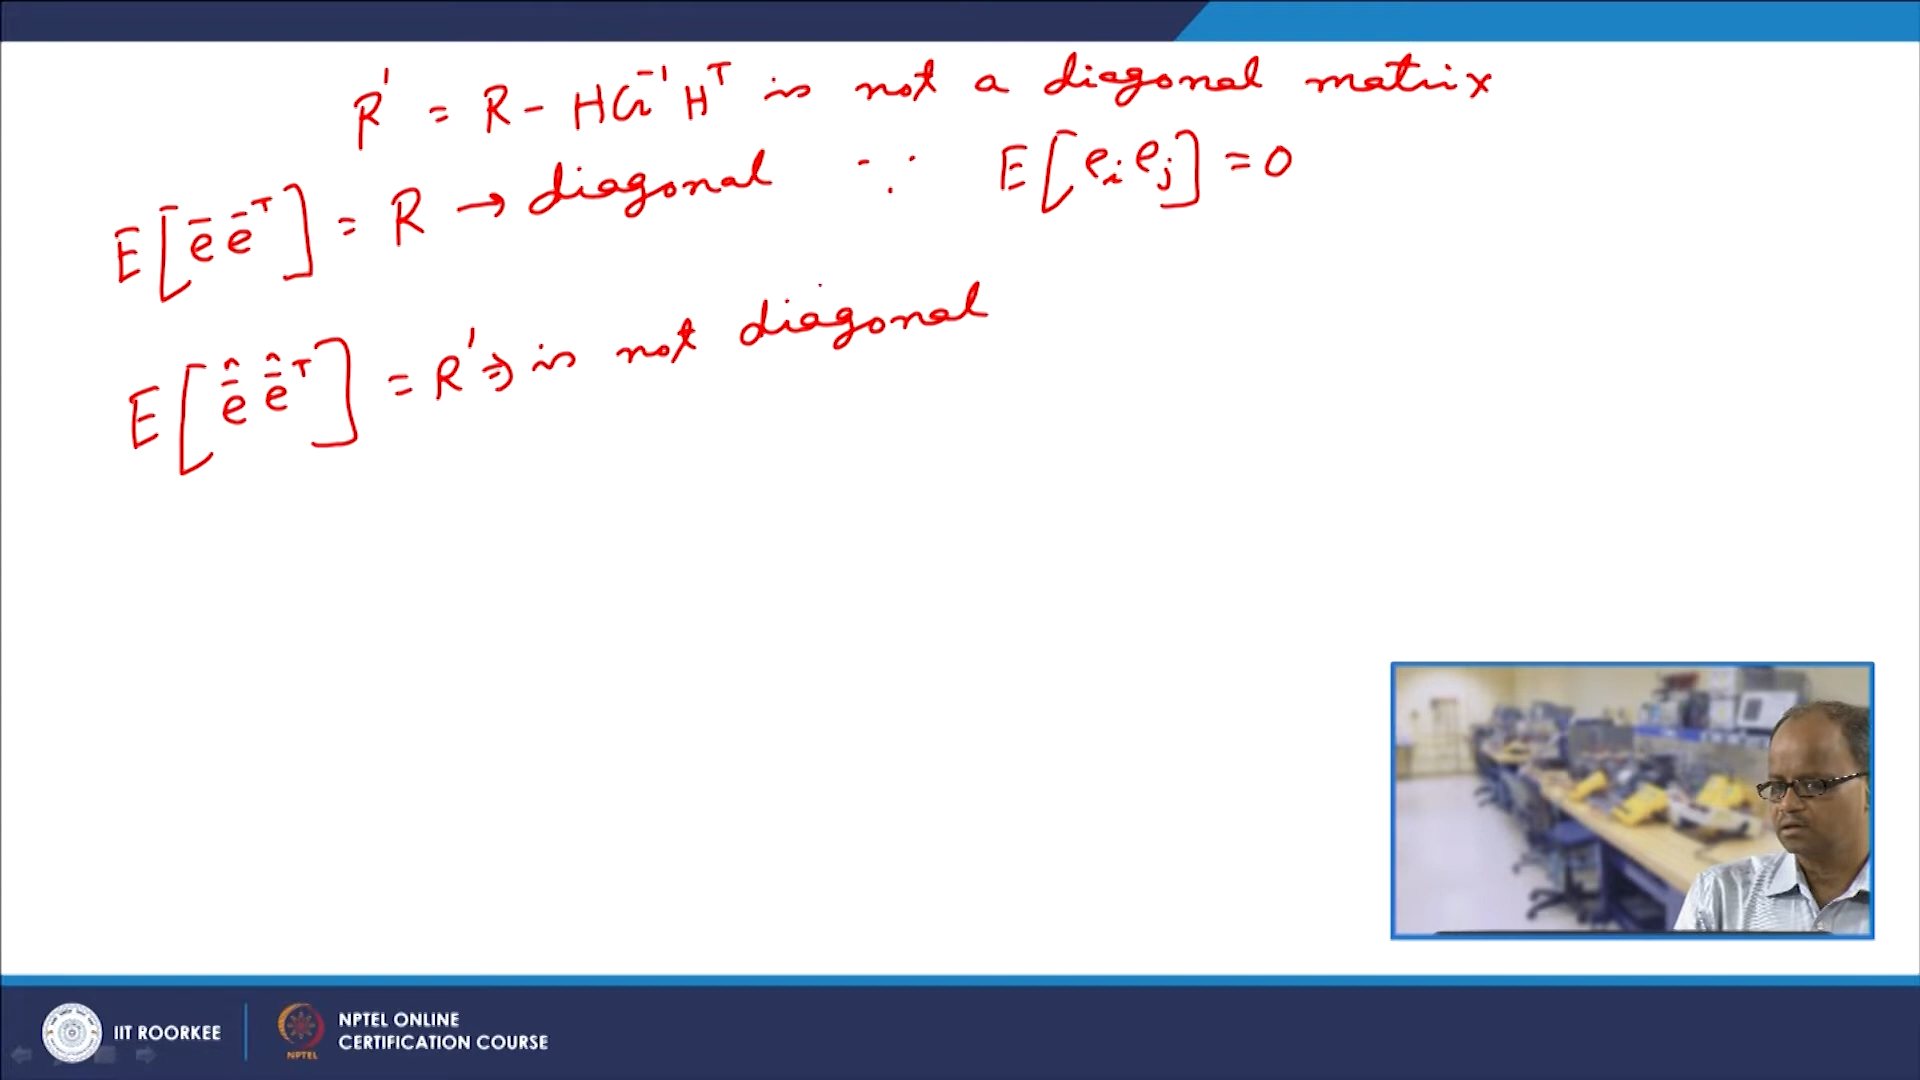 R' = R - HG⁻¹Hᵀ is not a diagonal matrix
E[ēēᵀ] = R → diagonal ∵ E[eᵢeⱼ] = 0
E[ē̂ē̂ᵀ] = R' ⇒ is not diagonal
IIT ROORKEE
NPTEL
NPTEL ONLINE
CERTIFICATION COURSE